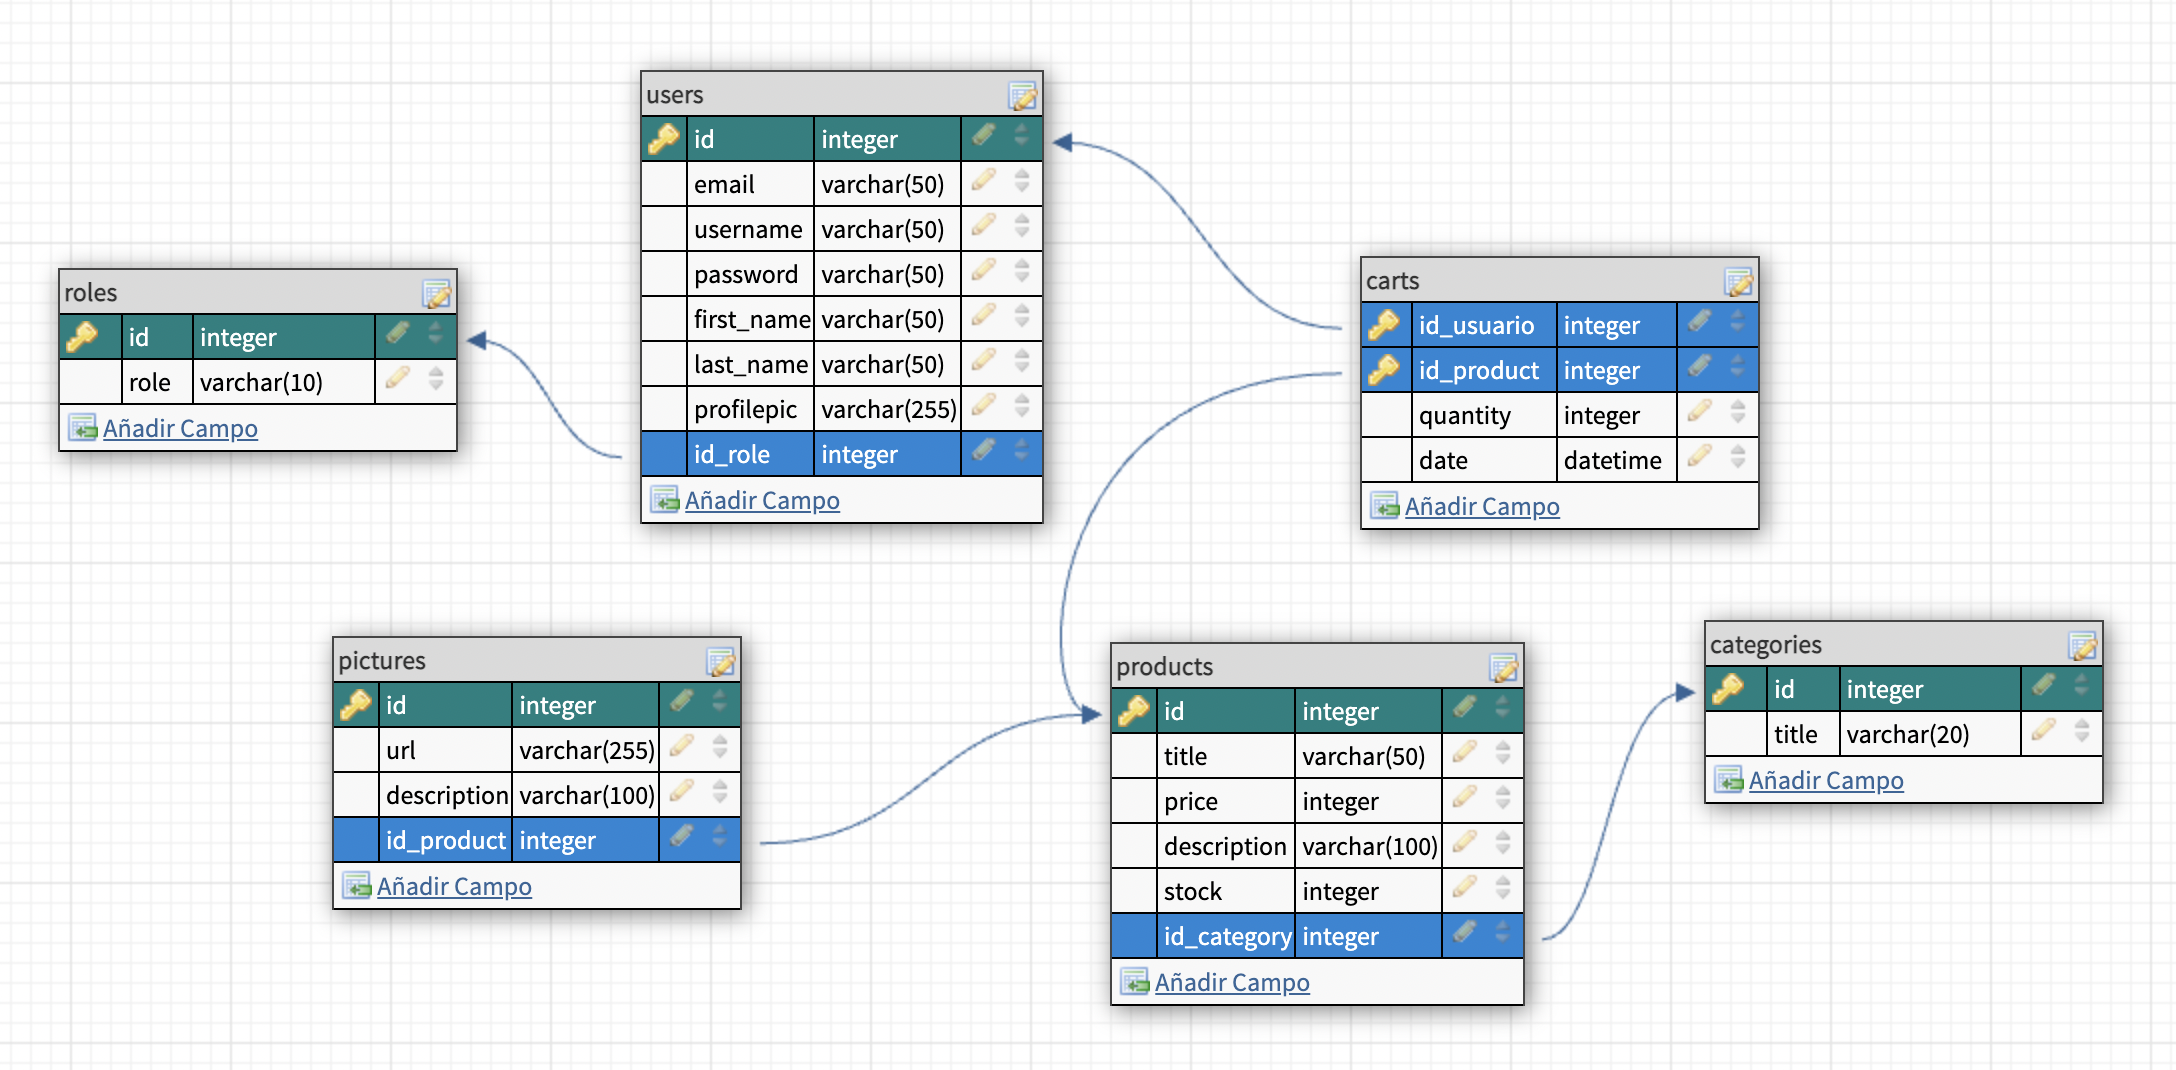 users
id integer
email varchar(50)
username varchar(50)
password varchar(50)
first_name varchar(50)
last_name varchar(50)
profilepic varchar(255)
id_role integer
Añadir Campo
roles
id integer
role varchar(10)
Añadir Campo
carts
id_usuario integer
id_product integer
quantity integer
date datetime
Añadir Campo
pictures
id integer
url varchar(255)
description varchar(100)
id_product integer
Añadir Campo
products
id integer
title varchar(50)
price integer
description varchar(100)
stock integer
id_category integer
Añadir Campo
categories
id integer
title varchar(20)
Añadir Campo